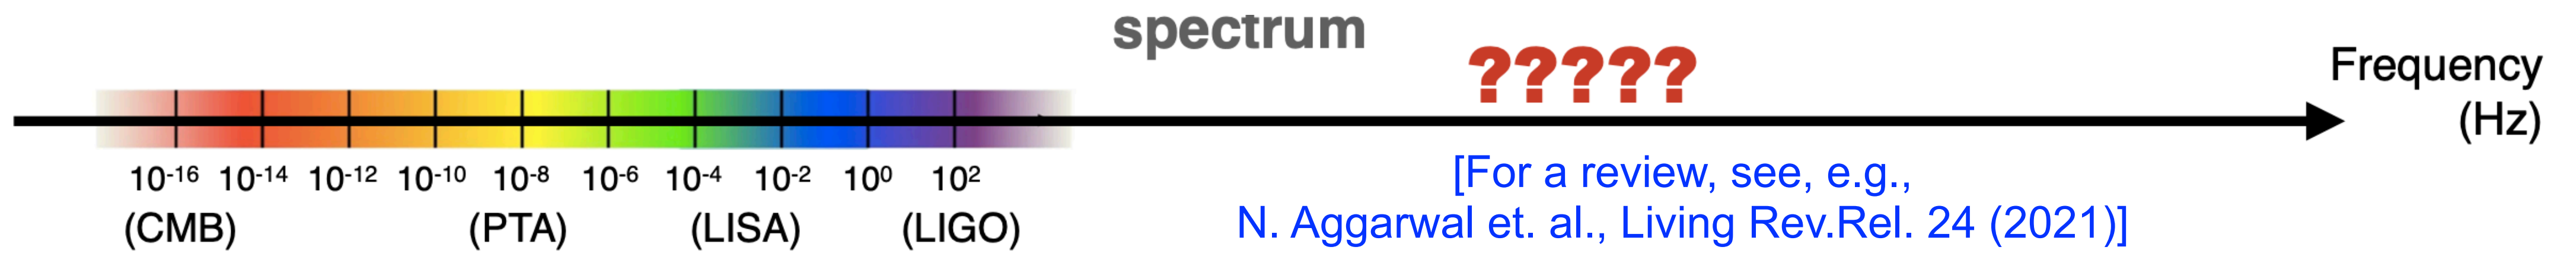 spectrum
?????
Frequency
(Hz)
10⁻¹⁶ 10⁻¹⁴ 10⁻¹² 10⁻¹⁰ 10⁻⁸ 10⁻⁶ 10⁻⁴ 10⁻² 10⁰ 10²
(CMB) (PTA) (LISA) (LIGO)
[For a review, see, e.g.,
N. Aggarwal et. al., Living Rev.Rel. 24 (2021)]